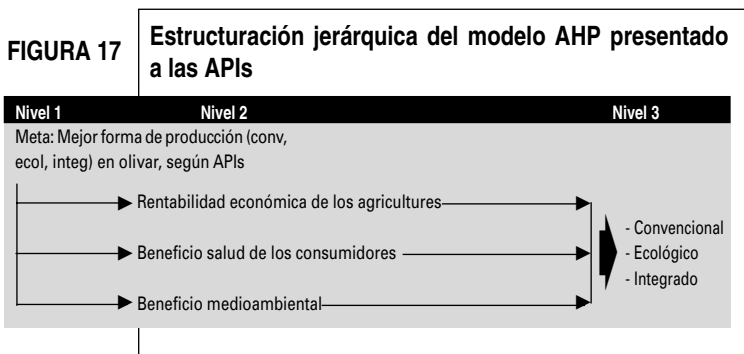 FIGURA 17
Estructuración jerárquica del modelo AHP presentado
a las APIs
Nivel 1 Nivel 2 Nivel 3
Meta: Mejor forma de producción (conv,
ecol, integ) en olivar, según APIs
Rentabilidad económica de los agricultures
Beneficio salud de los consumidores
Beneficio medioambiental
- Convencional
- Ecológico
- Integrado